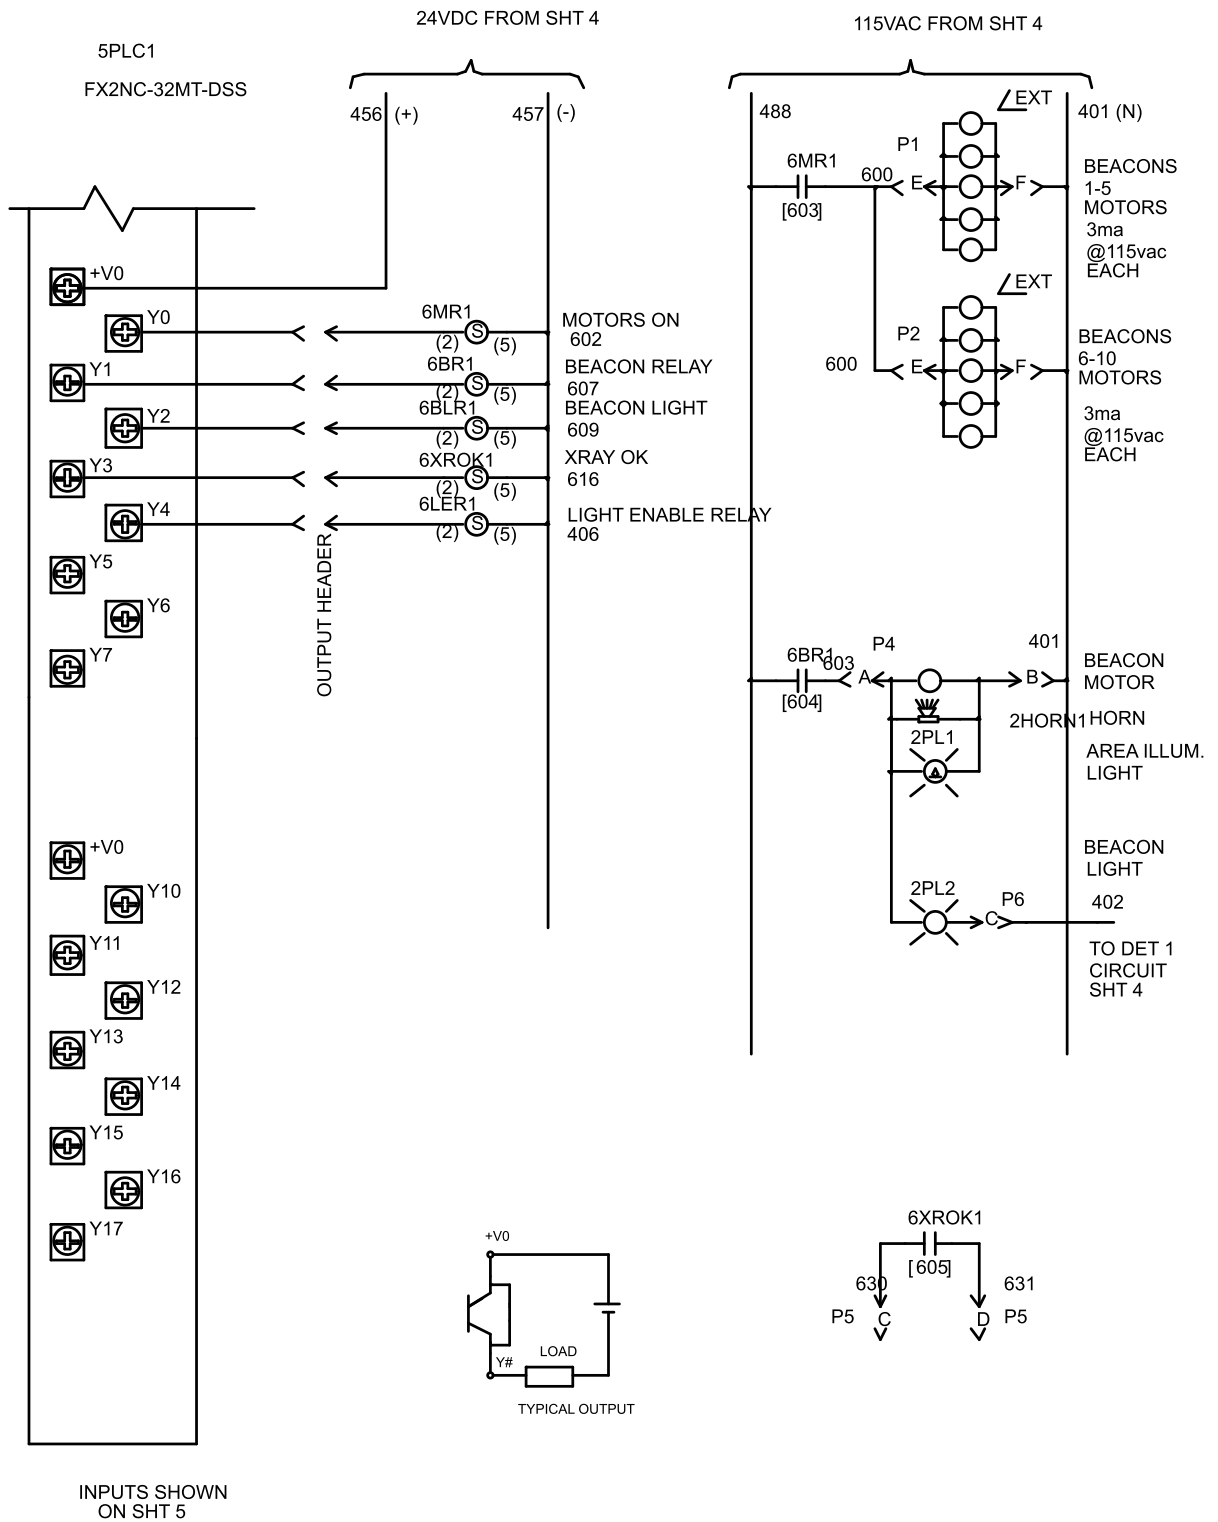 24VDC FROM SHT 4
115VAC FROM SHT 4
5PLC1
FX2NC-32MT-DSS
456 (+)
457 (-)
488
401 (N)
EXT
P1
6MR1
[603]
600
E
F
BEACONS
1-5
MOTORS
3ma
@115vac
EACH
EXT
P2
600
E
F
BEACONS
6-10
MOTORS
3ma
@115vac
EACH
+V0
Y0
Y1
Y2
Y3
Y4
Y5
Y6
Y7
6MR1
(2) S (5)
MOTORS ON
602
6BR1
(2) S (5)
BEACON RELAY
607
6BLR1
(2) S (5)
BEACON LIGHT
609
6XROK1
(2) S (5)
XRAY OK
616
6LER1
(2) S (5)
LIGHT ENABLE RELAY
406
OUTPUT HEADER
6BR1
[604]
603
P4
A
401
B
BEACON
MOTOR
2HORN1 HORN
2PL1
AREA ILLUM.
LIGHT
BEACON
LIGHT
2PL2
P6
C
402
TO DET 1
CIRCUIT
SHT 4
+V0
Y10
Y11
Y12
Y13
Y14
Y15
Y16
Y17
+V0
Y#
LOAD
TYPICAL OUTPUT
6XROK1
[605]
630
631
P5 C
D P5
INPUTS SHOWN
ON SHT 5